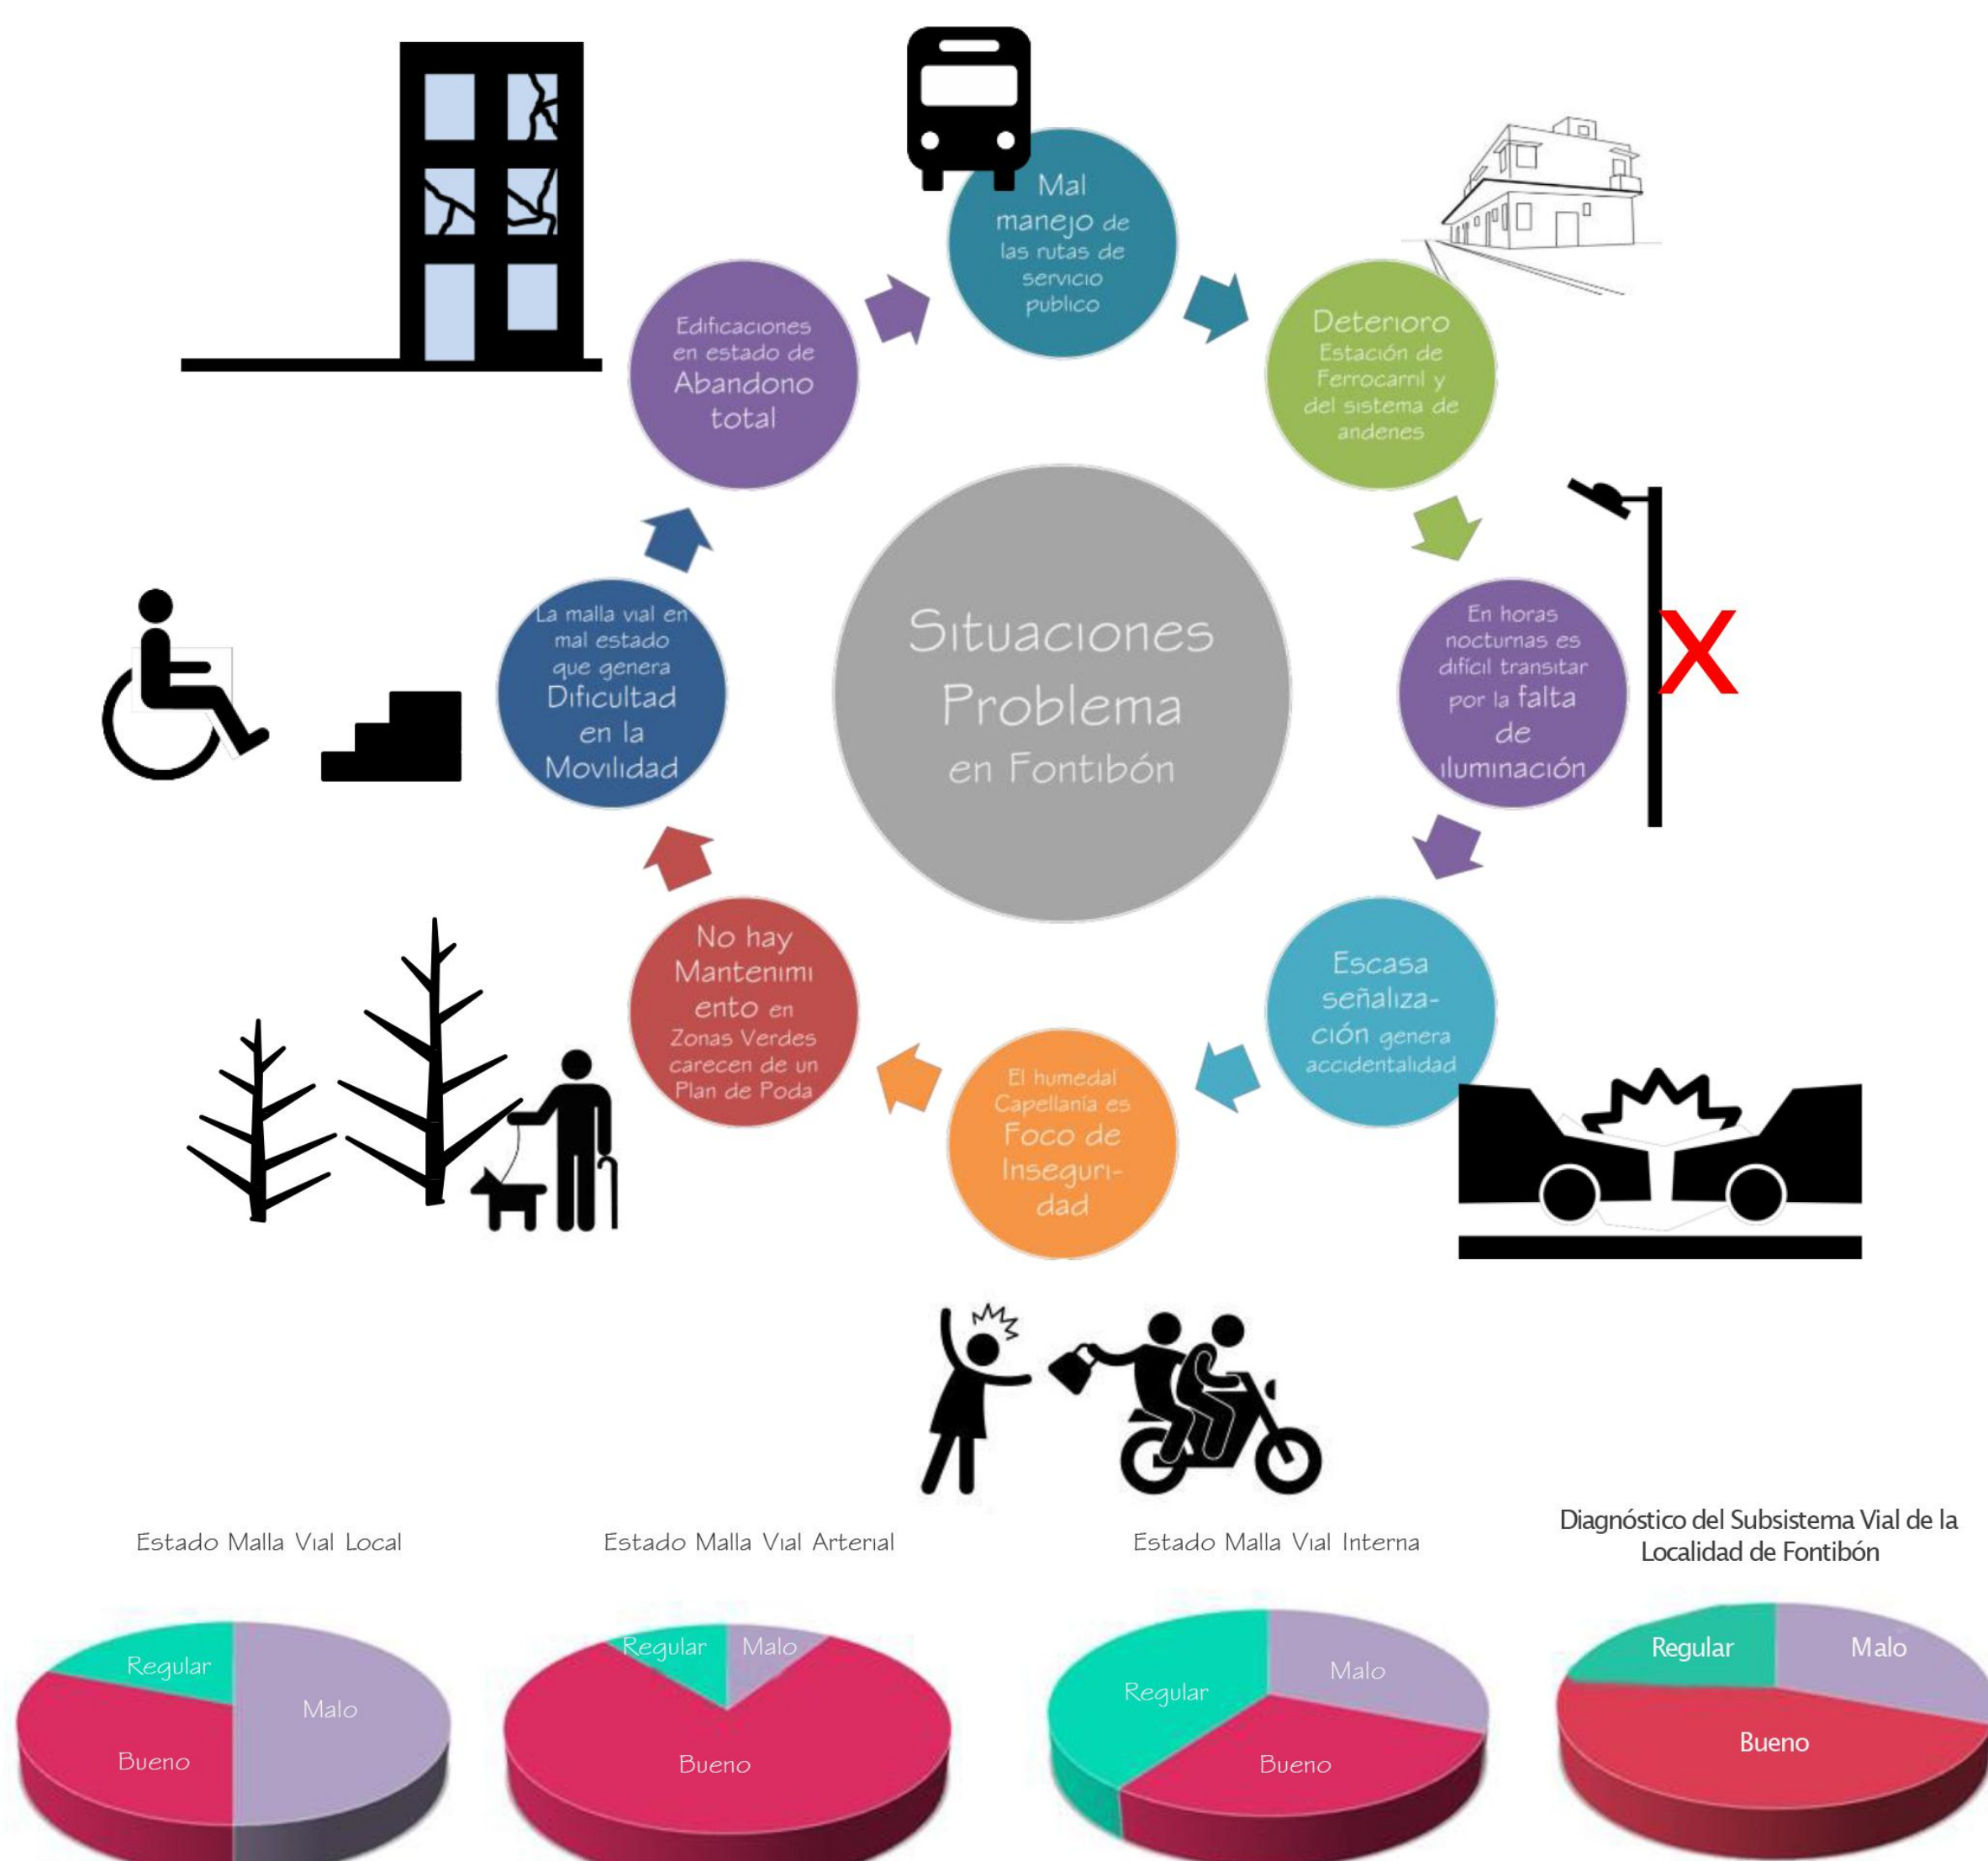 Mal
manejo de
las rutas de
servicio
publico
Deterioro
Estación de
Ferrocarril y
del sistema de
andenes
En horas
nocturnas es
difícil transitar
por la falta
de
iluminación
Escasa
señaliza-
ción genera
accidentalidad
El humedal
Capellanía es
Foco de
Inseguri-
dad
No hay
Mantenimi
ento en
Zonas Verdes
carecen de un
Plan de Poda
La malla vial en
mal estado
que genera
Dificultad
en la
Movilidad
Edificaciones
en estado de
Abandono
total
Situaciones
Problema
en Fontibón
X
Estado Malla Vial Local
Regular
Malo
Bueno
Estado Malla Vial Arterial
Regular
Malo
Bueno
Estado Malla Vial Interna
Regular
Malo
Bueno
Diagnóstico del Subsistema Vial de la
Localidad de Fontibón
Regular
Malo
Bueno